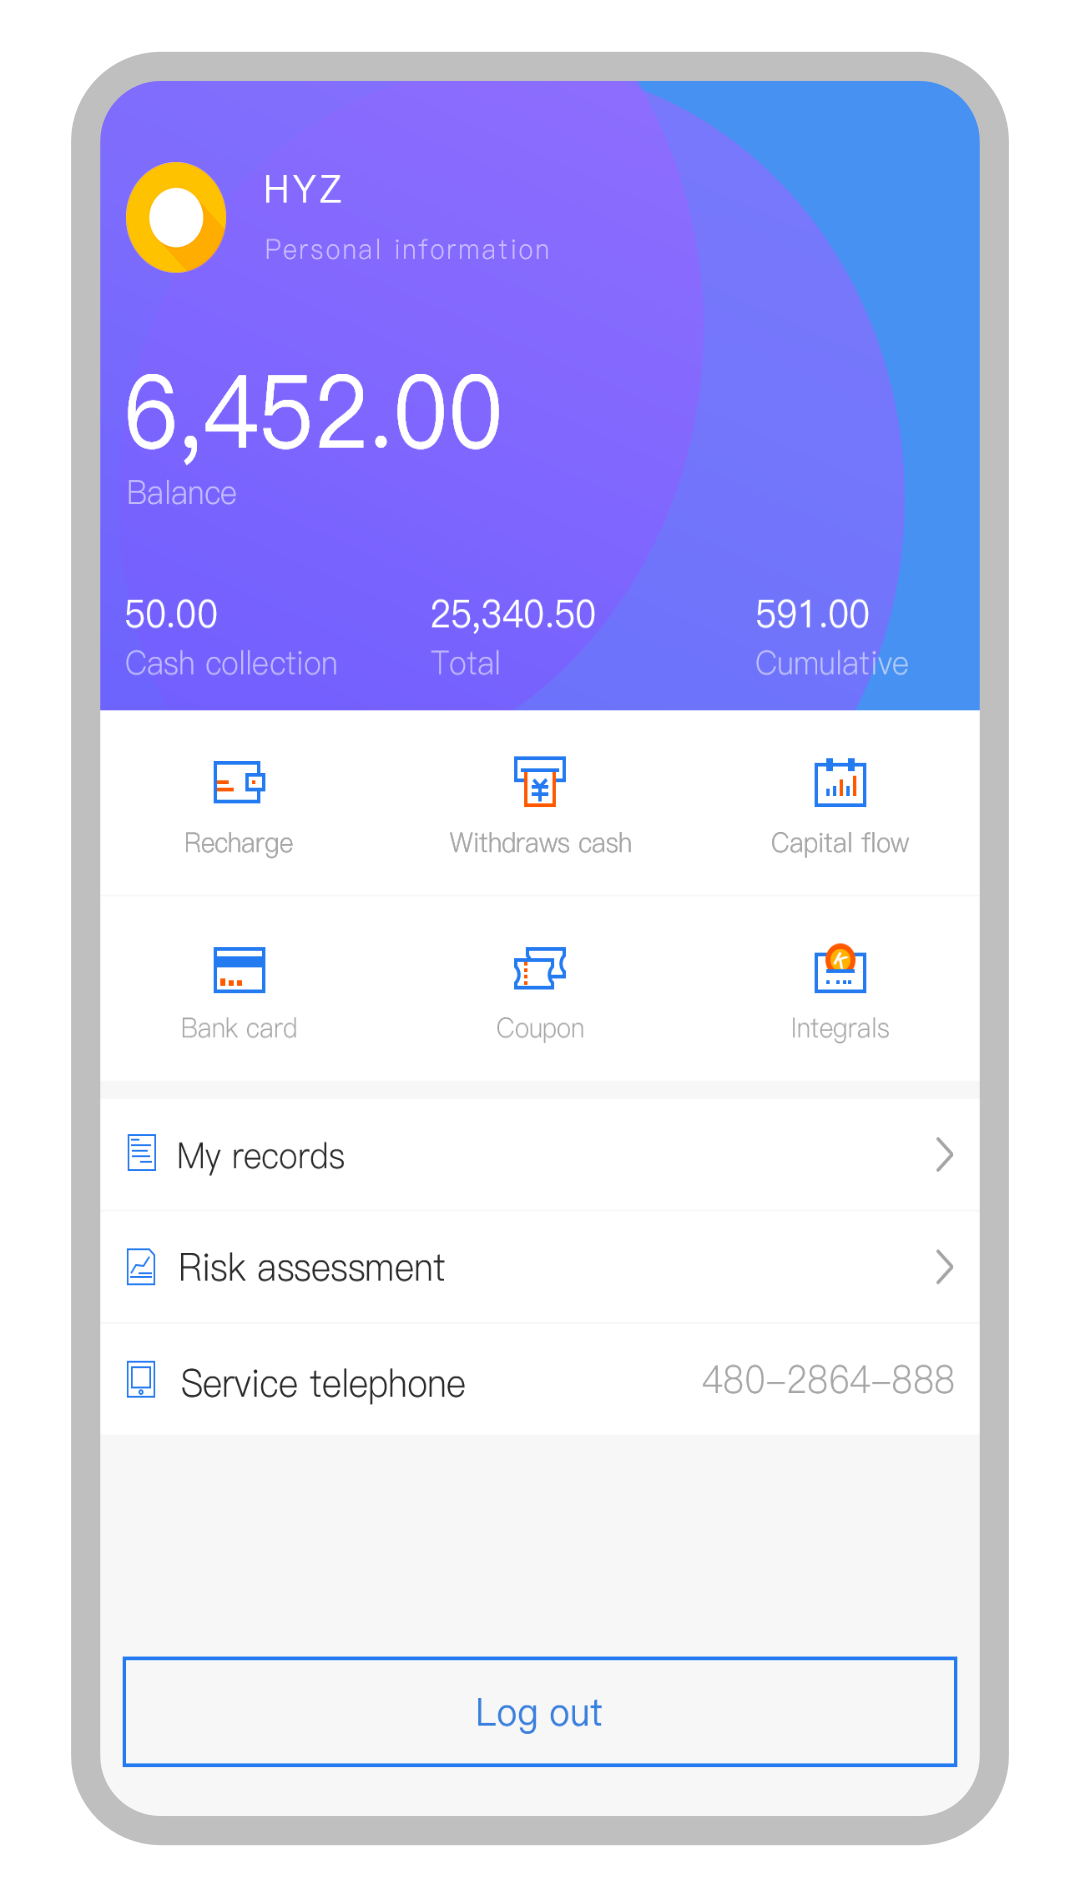 HYZ
Personal information
6,452.00
Balance
50.00 25,340.50 591.00
Cash collection Total Cumulative
¥
Recharge Withdraws cash Capital flow
K
Bank card Coupon Integrals
My records
Risk assessment
Service telephone 480-2864-888
Log out